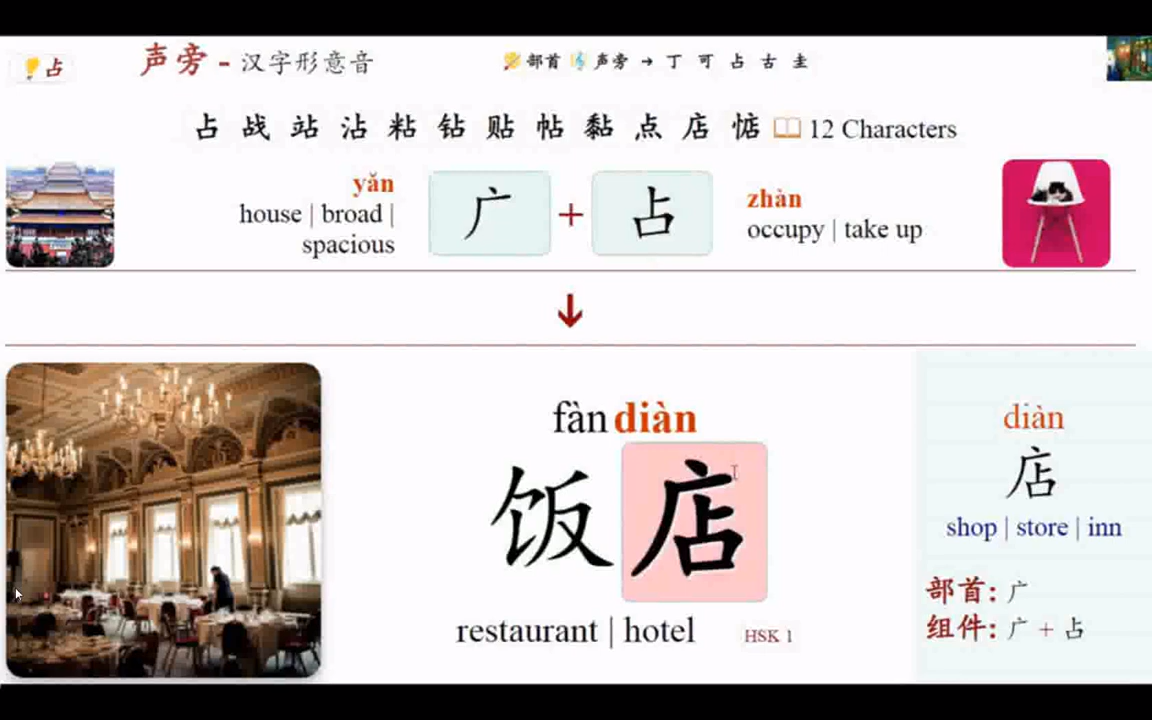 占
声旁 - 汉字形意音
部首 声旁 → 丁 可 占 古 圭
占 战 站 沾 粘 钻 贴 帖 黏 点 店 惦 12 Characters
yǎn
house | broad |
spacious
广 + 占
zhàn
occupy | take up
↓
fàn diàn
饭店
restaurant | hotel HSK 1
diàn
店
shop | store | inn
部首: 广
组件: 广 + 占